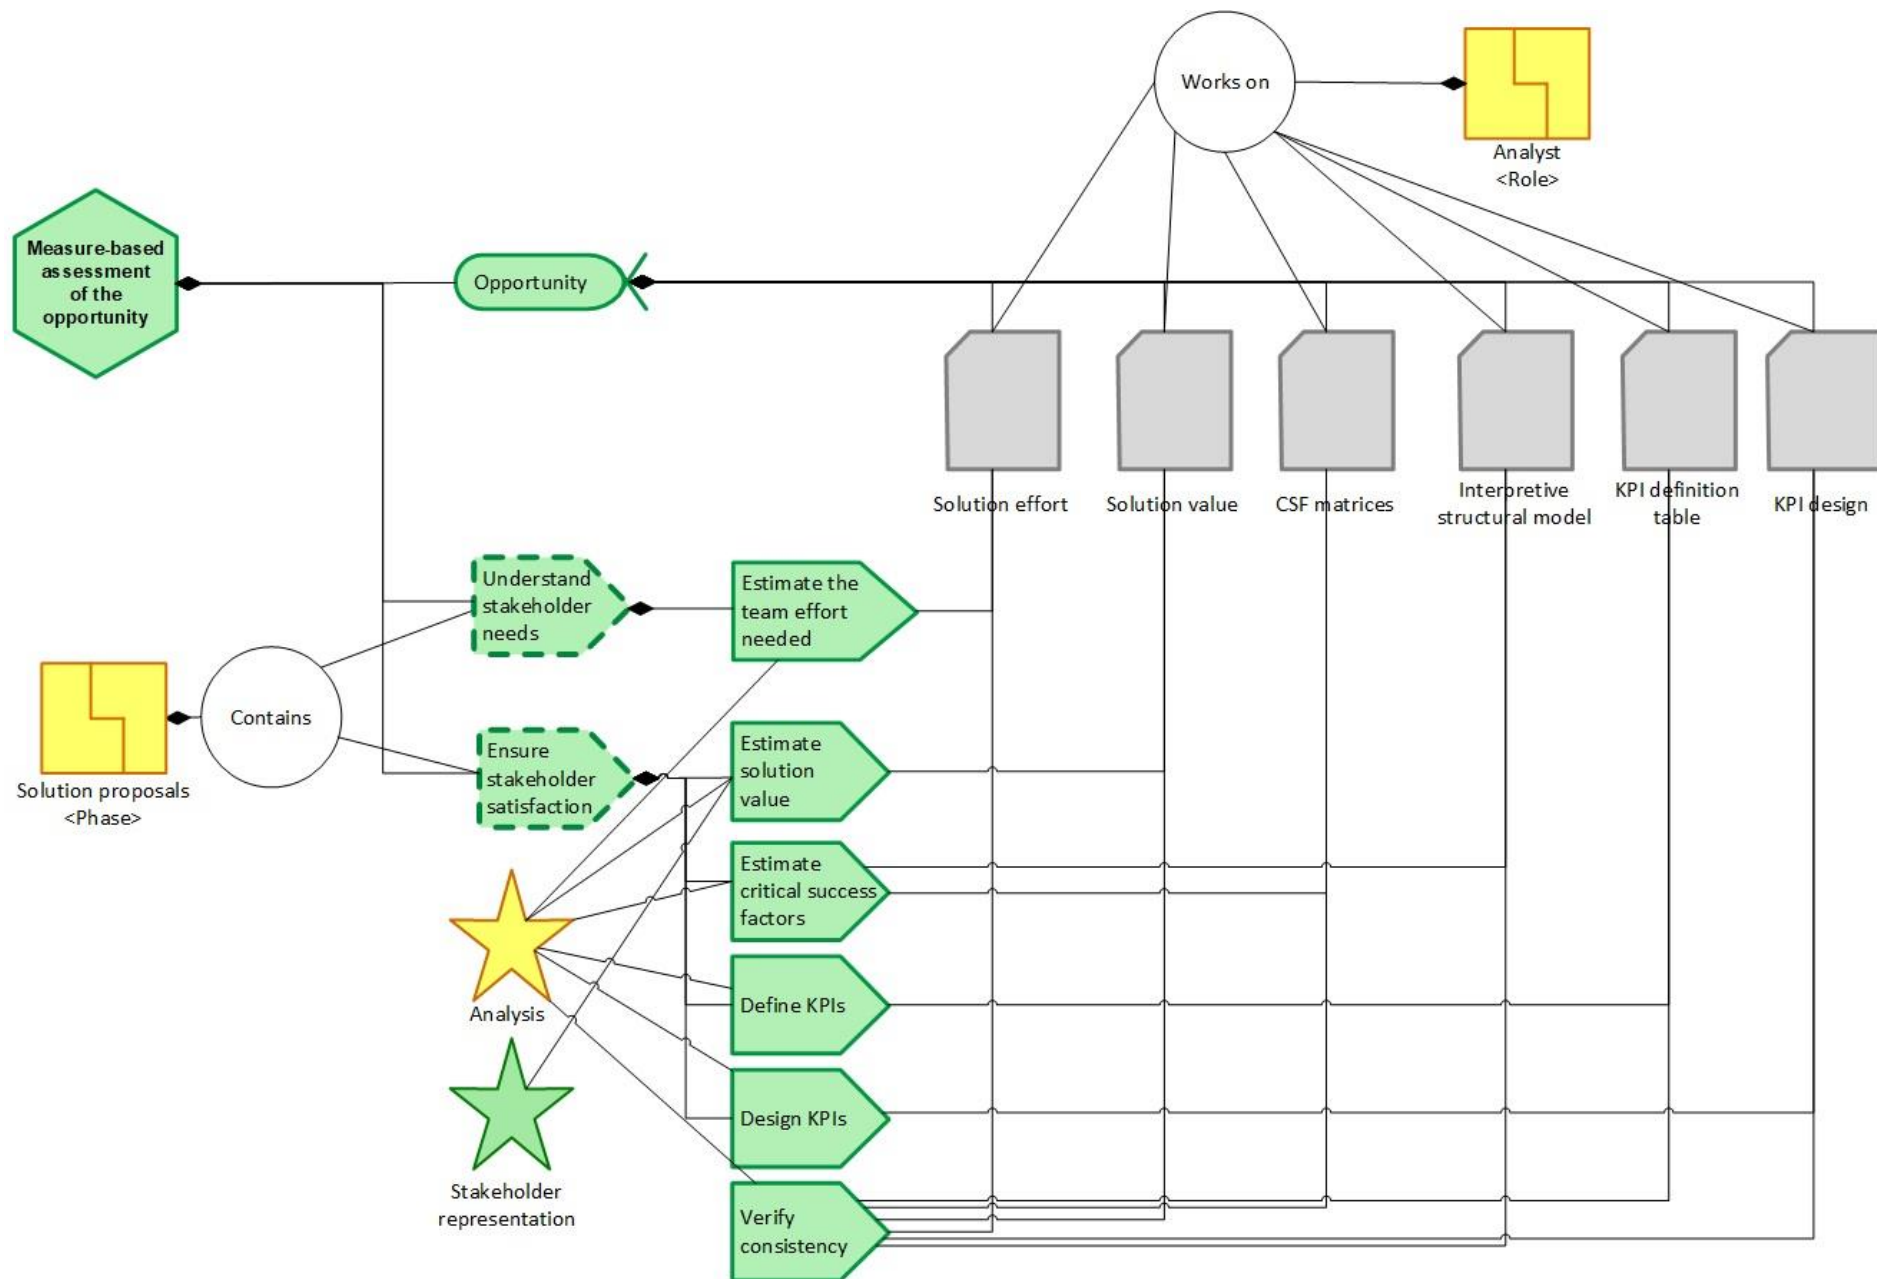 Works on
Analyst
<Role>
Measure-based
assessment
of the
opportunity
Opportunity
Solution effort
Solution value
CSF matrices
Interpretive
structural model
KPI definition
table
KPI design
Understand
stakeholder
needs
Estimate the
team effort
needed
Contains
Solution proposals
<Phase>
Ensure
stakeholder
satisfaction
Estimate
solution
value
Estimate
critical success
factors
Analysis
Define KPIs
Stakeholder
representation
Design KPIs
Verify
consistency